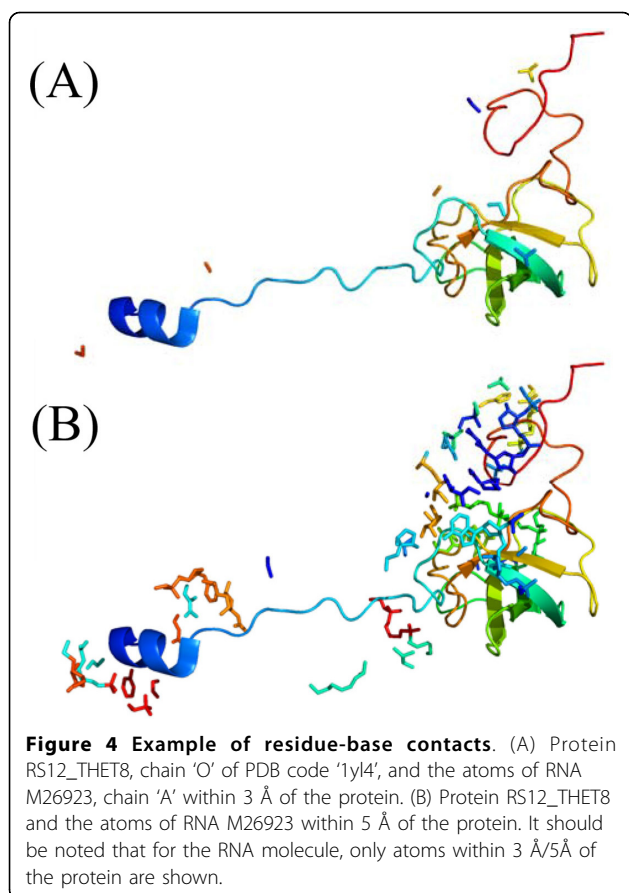 (A)
(B)
Figure 4 Example of residue-base contacts. (A) Protein
RS12_THET8, chain ‘O’ of PDB code ‘1yl4’, and the atoms of RNA
M26923, chain ‘A’ within 3 Å of the protein. (B) Protein RS12_THET8
and the atoms of RNA M26923 within 5 Å of the protein. It should
be noted that for the RNA molecule, only atoms within 3 Å/5Å of
the protein are shown.